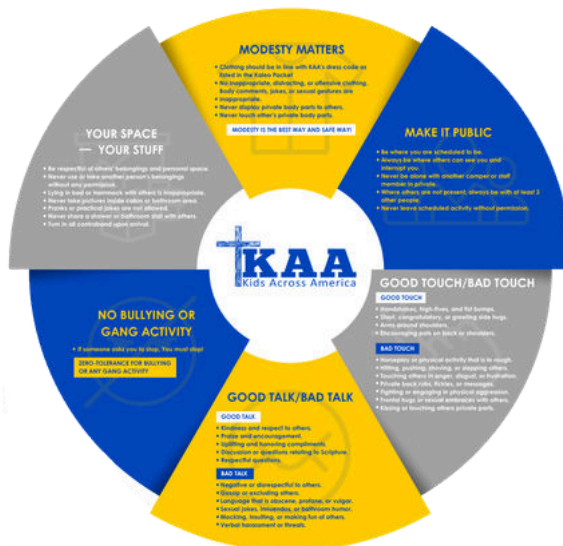 MODESTY MATTERS
• Clothing should be in line with KAA's dress code as
listed in the Kaleo Packet
• No inappropriate, distracting, or offensive clothing.
Body comments, jokes, or sexual gestures are
inappropriate.
• Never display private body parts to others.
• Never touch other's private body parts.
MODESTY IS THE BEST WAY AND SAFE WAY!
MAKE IT PUBLIC
• Be where you are scheduled to be.
• Always be where others can see you and
interrupt you.
• Never be alone with another camper or staff
member in private.
• Where others are not present, always be with at least 2
other people.
• Never leave scheduled activity without permission.
GOOD TOUCH/BAD TOUCH
GOOD TOUCH
• Handshakes, high-fives, and fist bumps.
• Short, congratulatory, or greeting side hugs.
• Arms around shoulders.
• Encouraging pats on back or shoulders.
BAD TOUCH
• Horseplay or physical activity that is to rough.
• Hitting, pushing, shoving, or slapping others.
• Touching others in anger, disgust, or frustration.
• Private back rubs, tickles, or massages.
• Fighting or engaging in physical aggression.
• Frontal hugs or sexual embraces with others.
• Kissing or touching others private parts.
GOOD TALK/BAD TALK
GOOD TALK
• Kindness and respect to others.
• Praise and encouragement.
• Uplifting and honoring compliments.
• Discussion or questions relating to Scripture.
• Respectful questions.
BAD TALK
• Negative or disrespectful to others.
• Gossip or excluding others.
• Language that is obscene, profane, or vulgar.
• Sexual jokes, innuendos, or bathroom humor.
• Mocking, insulting, or making fun of others.
• Verbal harassment or threats.
NO BULLYING OR
GANG ACTIVITY
• If someone asks you to stop, You must stop!
ZERO-TOLERANCE FOR BULLYING
OR ANY GANG ACTIVITY
YOUR SPACE
— YOUR STUFF
• Be respectful of others' belongings and personal space.
• Never use or take another person's belongings
without any permission.
• Lying in bed or hammock with others is inappropriate.
• Never take pictures inside cabin or bathroom area.
• Pranks or practical jokes are not allowed.
• Never share a shower or bathroom stall with others.
• Turn in all contraband upon arrival.
KAA
Kids Across America